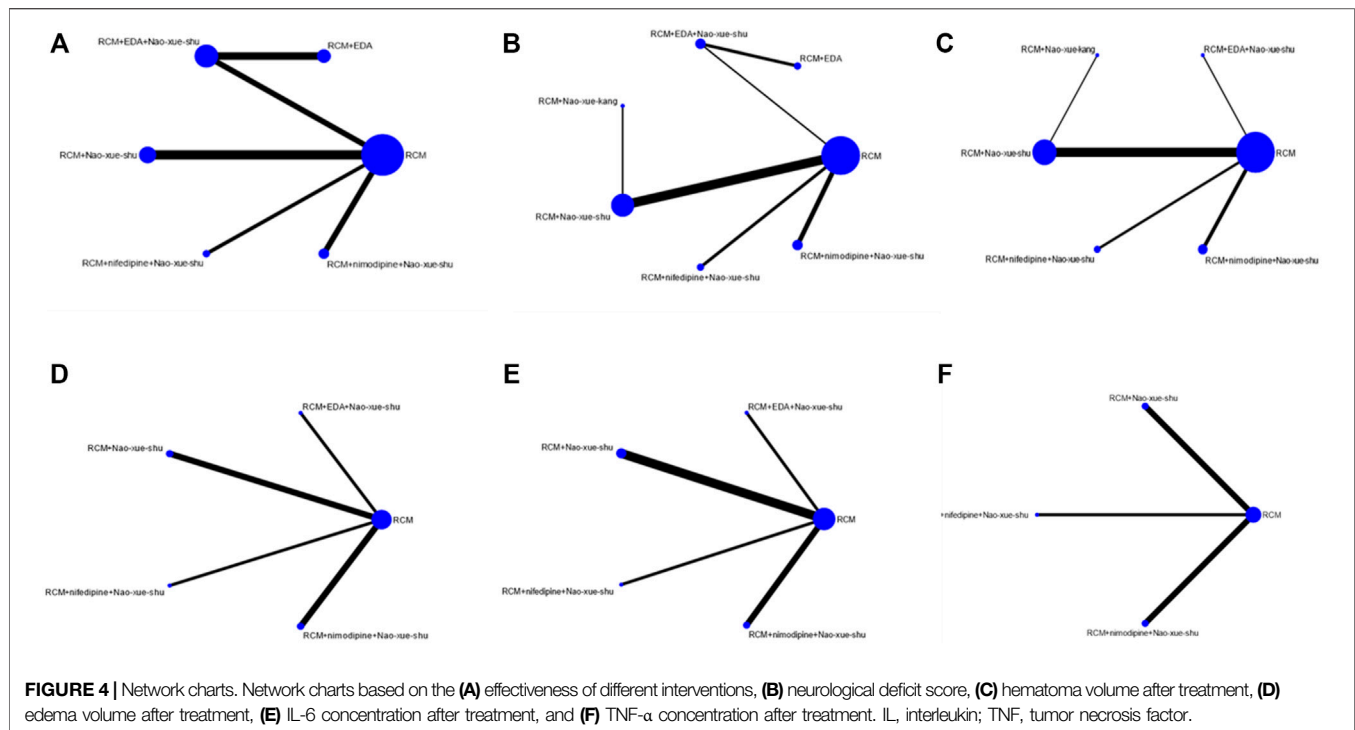 A
RCM+EDA+Nao-xue-shu
RCM+EDA
RCM+Nao-xue-shu
RCM
RCM+nifedipine+Nao-xue-shu
RCM+nimodipine+Nao-xue-shu
B
RCM+EDA+Nao-xue-shu
RCM+EDA
RCM+Nao-xue-kang
RCM
RCM+Nao-xue-shu
RCM+nimodipine+Nao-xue-shu
RCM+nifedipine+Nao-xue-shu
C
RCM+Nao-xue-kang
RCM+EDA+Nao-xue-shu
RCM+Nao-xue-shu
RCM
RCM+nifedipine+Nao-xue-shu
RCM+nimodipine+Nao-xue-shu
D
RCM+EDA+Nao-xue-shu
RCM+Nao-xue-shu
RCM
RCM+nifedipine+Nao-xue-shu
RCM+nimodipine+Nao-xue-shu
E
RCM+EDA+Nao-xue-shu
RCM+Nao-xue-shu
RCM
RCM+nifedipine+Nao-xue-shu
RCM+nimodipine+Nao-xue-shu
F
RCM+Nao-xue-shu
+nifedipine+Nao-xue-shu
RCM
RCM+nimodipine+Nao-xue-shu
FIGURE 4 | Network charts. Network charts based on the (A) effectiveness of different interventions, (B) neurological deficit score, (C) hematoma volume after treatment, (D)
edema volume after treatment, (E) IL-6 concentration after treatment, and (F) TNF-α concentration after treatment. IL, interleukin; TNF, tumor necrosis factor.